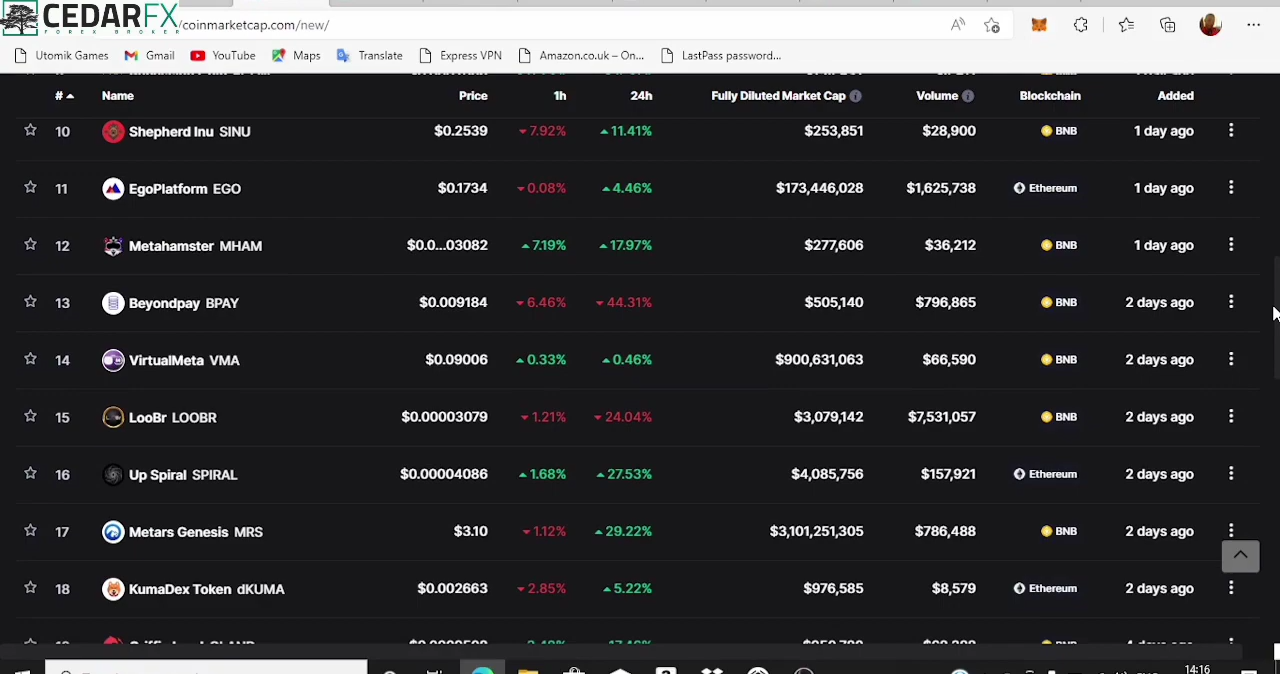 CEDARFX
FOREX BROKER
/coinmarketcap.com/new/
Utomik Games Gmail YouTube Maps Translate Express VPN Amazon.co.uk – On... LastPass password...
# Name Price 1h 24h Fully Diluted Market Cap Volume Blockchain Added
10 Shepherd Inu SINU $0.2539 7.92% 11.41% $253,851 $28,900 BNB 1 day ago
11 EgoPlatform EGO $0.1734 0.08% 4.46% $173,446,028 $1,625,738 Ethereum 1 day ago
12 Metahamster MHAM $0.0...03082 7.19% 17.97% $277,606 $36,212 BNB 1 day ago
13 Beyondpay BPAY $0.009184 6.46% 44.31% $505,140 $796,865 BNB 2 days ago
14 VirtualMeta VMA $0.09006 0.33% 0.46% $900,631,063 $66,590 BNB 2 days ago
15 LooBr LOOBR $0.00003079 1.21% 24.04% $3,079,142 $7,531,057 BNB 2 days ago
16 Up Spiral SPIRAL $0.00004086 1.68% 27.53% $4,085,756 $157,921 Ethereum 2 days ago
17 Metars Genesis MRS $3.10 1.12% 29.22% $3,101,251,305 $786,488 BNB 2 days ago
18 KumaDex Token dKUMA $0.002663 2.85% 5.22% $976,585 $8,579 Ethereum 2 days ago
14:16